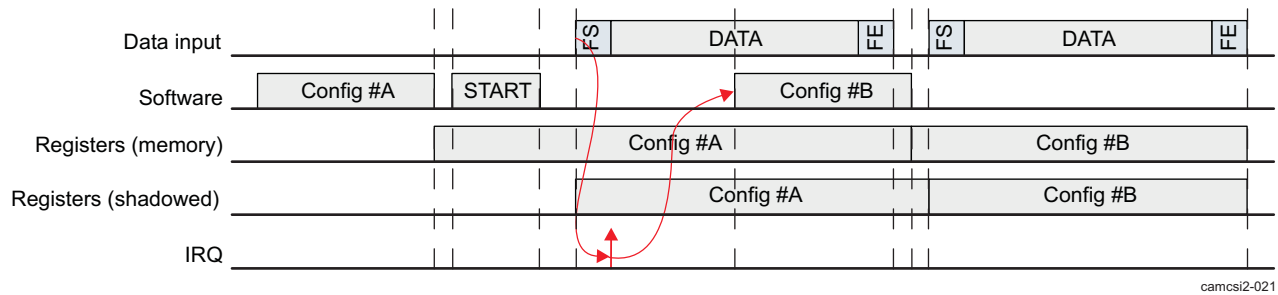 Data input FS DATA FE FS DATA FE
Software Config #A START Config #B
Registers (memory) Config #A Config #B
Registers (shadowed) Config #A Config #B
IRQ
camcsi2-021